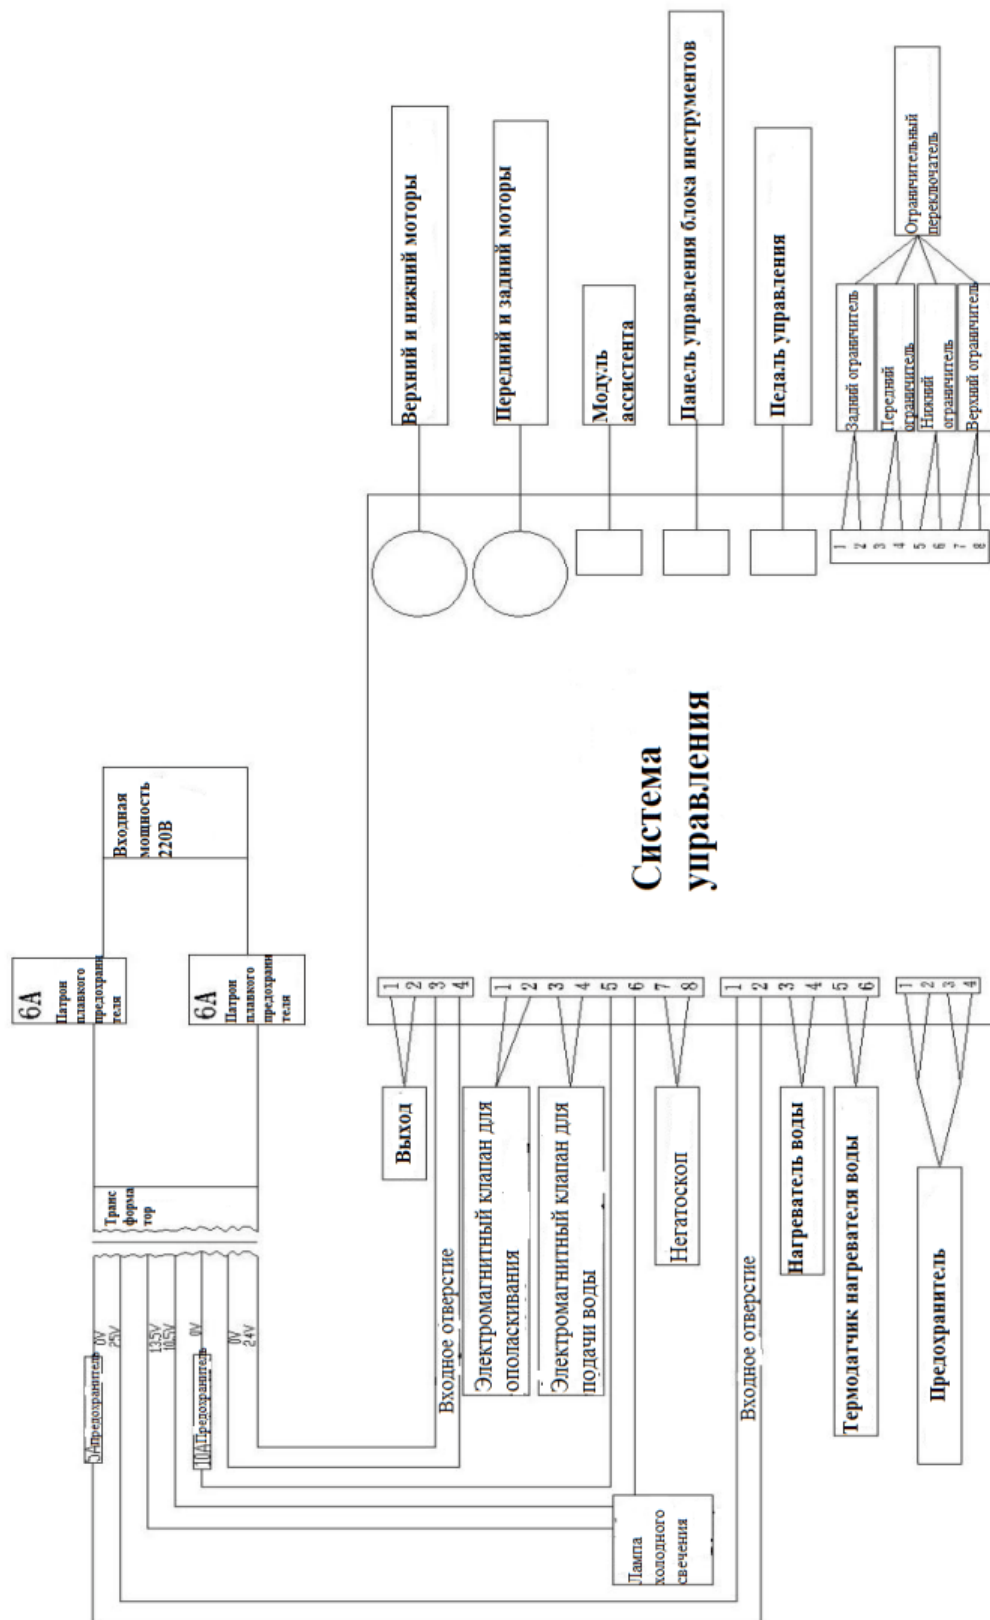 Верхний и нижний моторы
Передний и задний моторы
Модуль
ассистента
Панель управления блока инструментов
Педаль управления
Ограничительный
переключатель
Задний ограничитель
Передний
ограничитель
Нижний
ограничитель
Верхний ограничитель
1
2
3
4
5
6
7
8
Система
управления
Входная
мощность
220В
6А
Патрон
плавкого
предохрани
теля
6А
Патрон
плавкого
предохрани
теля
Транс
форма
тор
0V
25V
13.5V
10.5V
0V
0V
24V
5АПредохранитель
10АПредохранитель
1
2
3
4
1
2
3
4
5
6
7
8
1
2
3
4
5
6
1
2
3
4
Выход
Входное отверстие
Электромагнитный клапан для
ополаскивания
Электромагнитный клапан для
подачи воды
Негатоскоп
Входное отверстие
Нагреватель воды
Термодатчик нагревателя воды
Предохранитель
Лампа
холодного
свечения